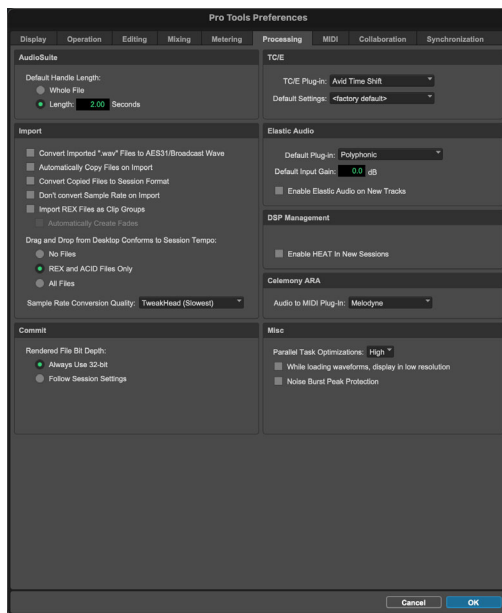 Pro Tools Preferences
Display Operation Editing Mixing Metering Processing MIDI Collaboration Synchronization
AudioSuite
Default Handle Length:
Whole File
Length: 2.00 Seconds
Import
Convert Imported ".wav" Files to AES31/Broadcast Wave
Automatically Copy Files on Import
Convert Copied Files to Session Format
Don't convert Sample Rate on Import
Import REX Files as Clip Groups
Automatically Create Fades
Drag and Drop from Desktop Conforms to Session Tempo:
No Files
REX and ACID Files Only
All Files
Sample Rate Conversion Quality: TweakHead (Slowest)
Commit
Rendered File Bit Depth:
Always Use 32-bit
Follow Session Settings
TC/E
TC/E Plug-in: Avid Time Shift
Default Settings: <factory default>
Elastic Audio
Default Plug-in: Polyphonic
Default Input Gain: 0.0 dB
Enable Elastic Audio on New Tracks
DSP Management
Enable HEAT In New Sessions
Celemony ARA
Audio to MIDI Plug-In: Melodyne
Misc
Parallel Task Optimizations: High
While loading waveforms, display in low resolution
Noise Burst Peak Protection
Cancel OK